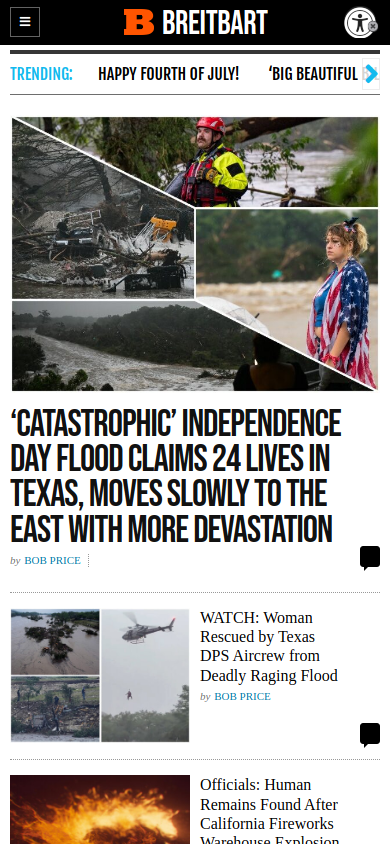 B BREITBART
TRENDING: HAPPY FOURTH OF JULY! ‘BIG BEAUTIFUL
‘CATASTROPHIC’ INDEPENDENCE
DAY FLOOD CLAIMS 24 LIVES IN
TEXAS, MOVES SLOWLY TO THE
EAST WITH MORE DEVASTATION
by BOB PRICE
WATCH: Woman
Rescued by Texas
DPS Aircrew from
Deadly Raging Flood
by BOB PRICE
Officials: Human
Remains Found After
California Fireworks
Warehouse Explosion